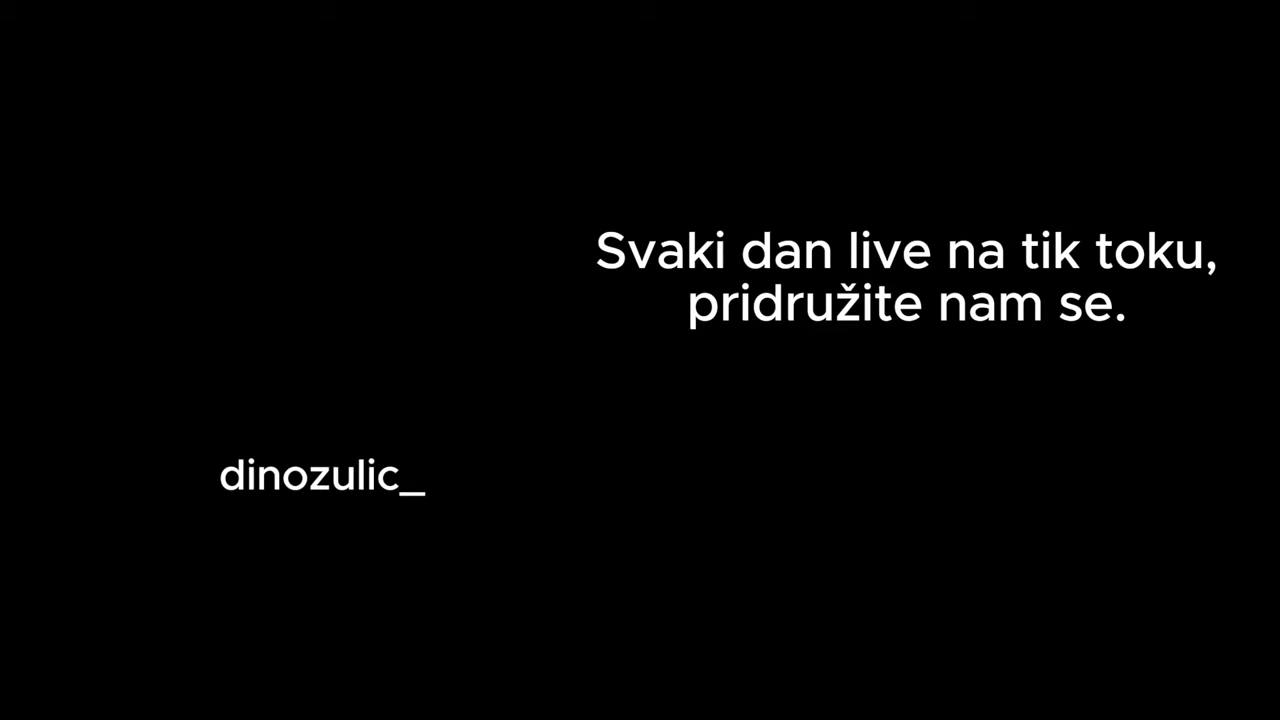 Svaki dan live na tik toku,
pridružite nam se.
dinozulic_